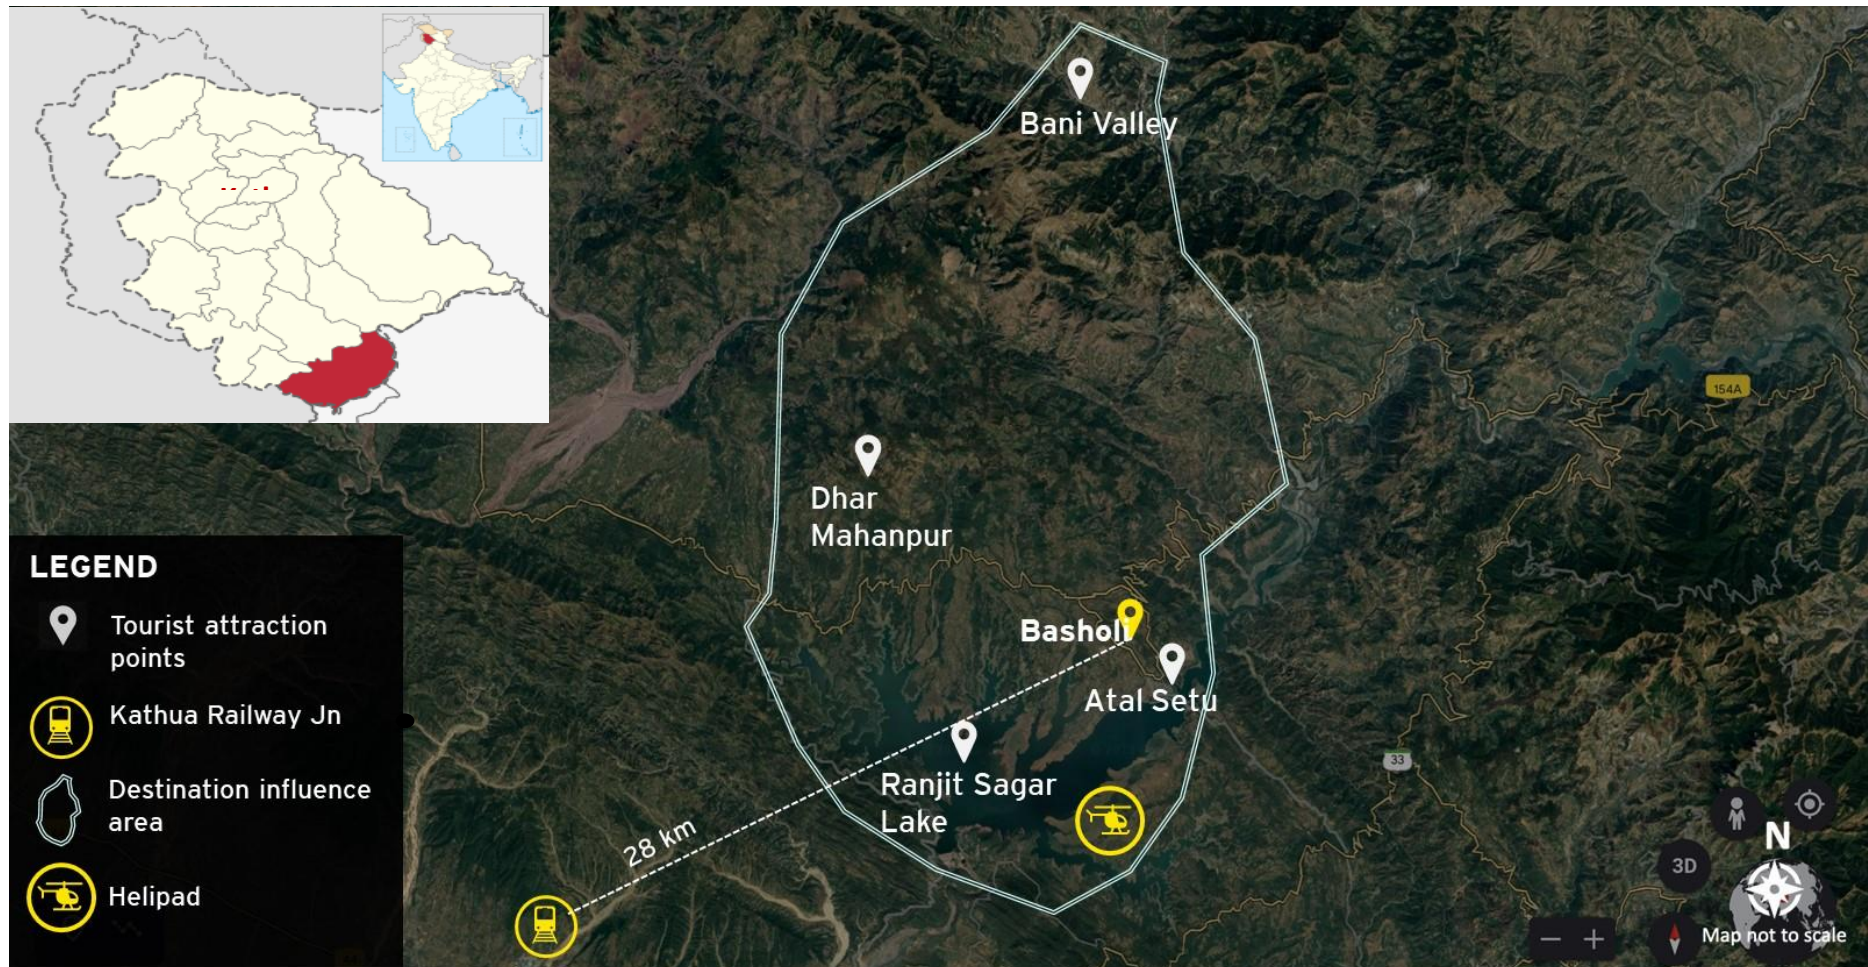 Bani Valley
154A
Dhar
Mahanpur
LEGEND
Tourist attraction
points
Kathua Railway Jn
Destination influence
area
Helipad
Basholi
Atal Setu
Ranjit Sagar
Lake
28 km
33
N
3D
Map not to scale